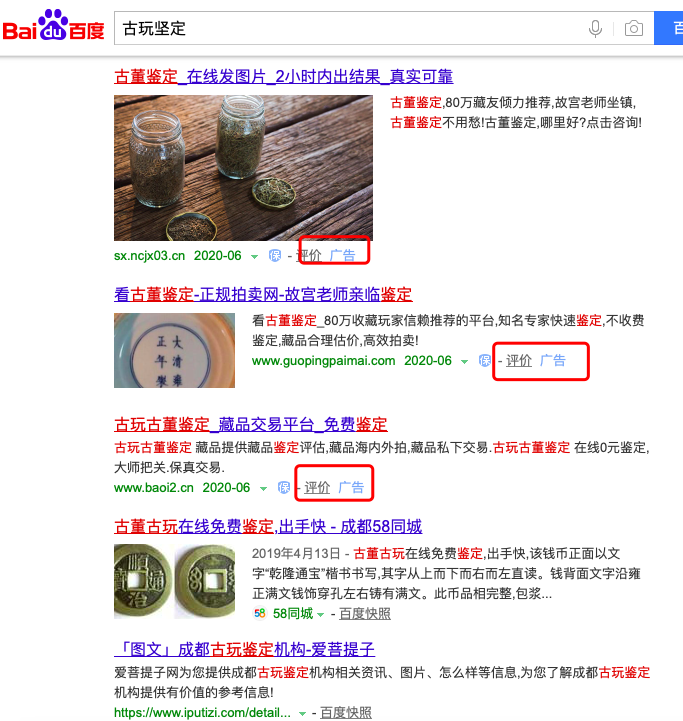 Bai du 百度
古玩坚定
百
古董鉴定_在线发图片_2小时内出结果_真实可靠
古董鉴定,80万藏友倾力推荐,故宫老师坐镇,
古董鉴定不用愁!古董鉴定,哪里好?点击咨询!
sx.ncjx03.cn 2020-06 保 - 评价 广告
看古董鉴定-正规拍卖网-故宫老师亲临鉴定
大清雍
正年製
看古董鉴定_80万收藏玩家信赖推荐的平台,知名专家快速鉴定,不收费
鉴定,藏品合理估价,高效拍卖!
www.guopingpaimai.com 2020-06 保 - 评价 广告
古玩古董鉴定_藏品交易平台_免费鉴定
古玩古董鉴定 藏品提供藏品鉴定评估,藏品海内外拍,藏品私下交易.古玩古董鉴定 在线0元鉴定,
大师把关.保真交易.
www.baoi2.cn 2020-06 保 - 评价 广告
古董古玩在线免费鉴定,出手快 - 成都58同城
順治通
2019年4月13日 - 古董古玩在线免费鉴定,出手快,该钱币正面以文
字“乾隆通宝”楷书书写,其字从上而下而右而左直读。钱背面文字沿雍
正满文钱饰穿孔左右铸有满文。此币品相完整,包浆...
58 58同城 - 百度快照
「图文」成都古玩鉴定机构-爱菩提子
爱菩提子网为您提供成都古玩鉴定机构相关资讯、图片、怎么样等信息,为您了解成都古玩鉴定
机构提供有价值的参考信息!
https://www.iputizi.com/detail... - 百度快照